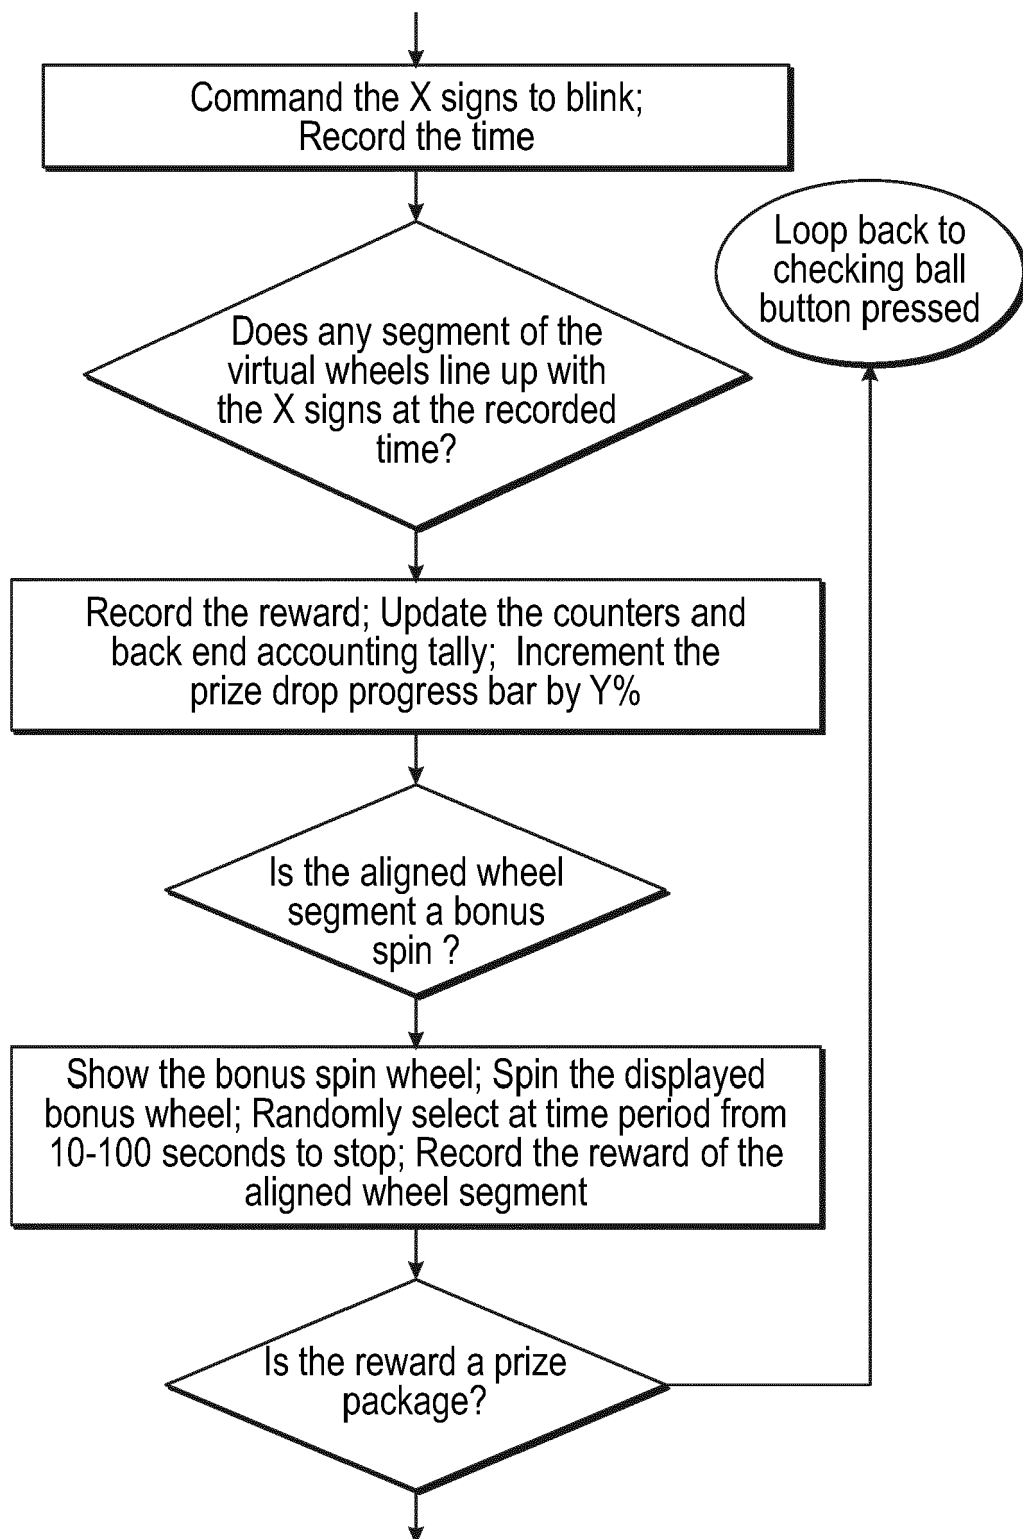 Command the X signs to blink;
Record the time
Loop back to
checking ball
button pressed
Does any segment of the
virtual wheels line up with
the X signs at the recorded
time?
Record the reward; Update the counters and
back end accounting tally; Increment the
prize drop progress bar by Y%
Is the aligned wheel
segment a bonus
spin ?
Show the bonus spin wheel; Spin the displayed
bonus wheel; Randomly select at time period from
10-100 seconds to stop; Record the reward of the
aligned wheel segment
Is the reward a prize
package?